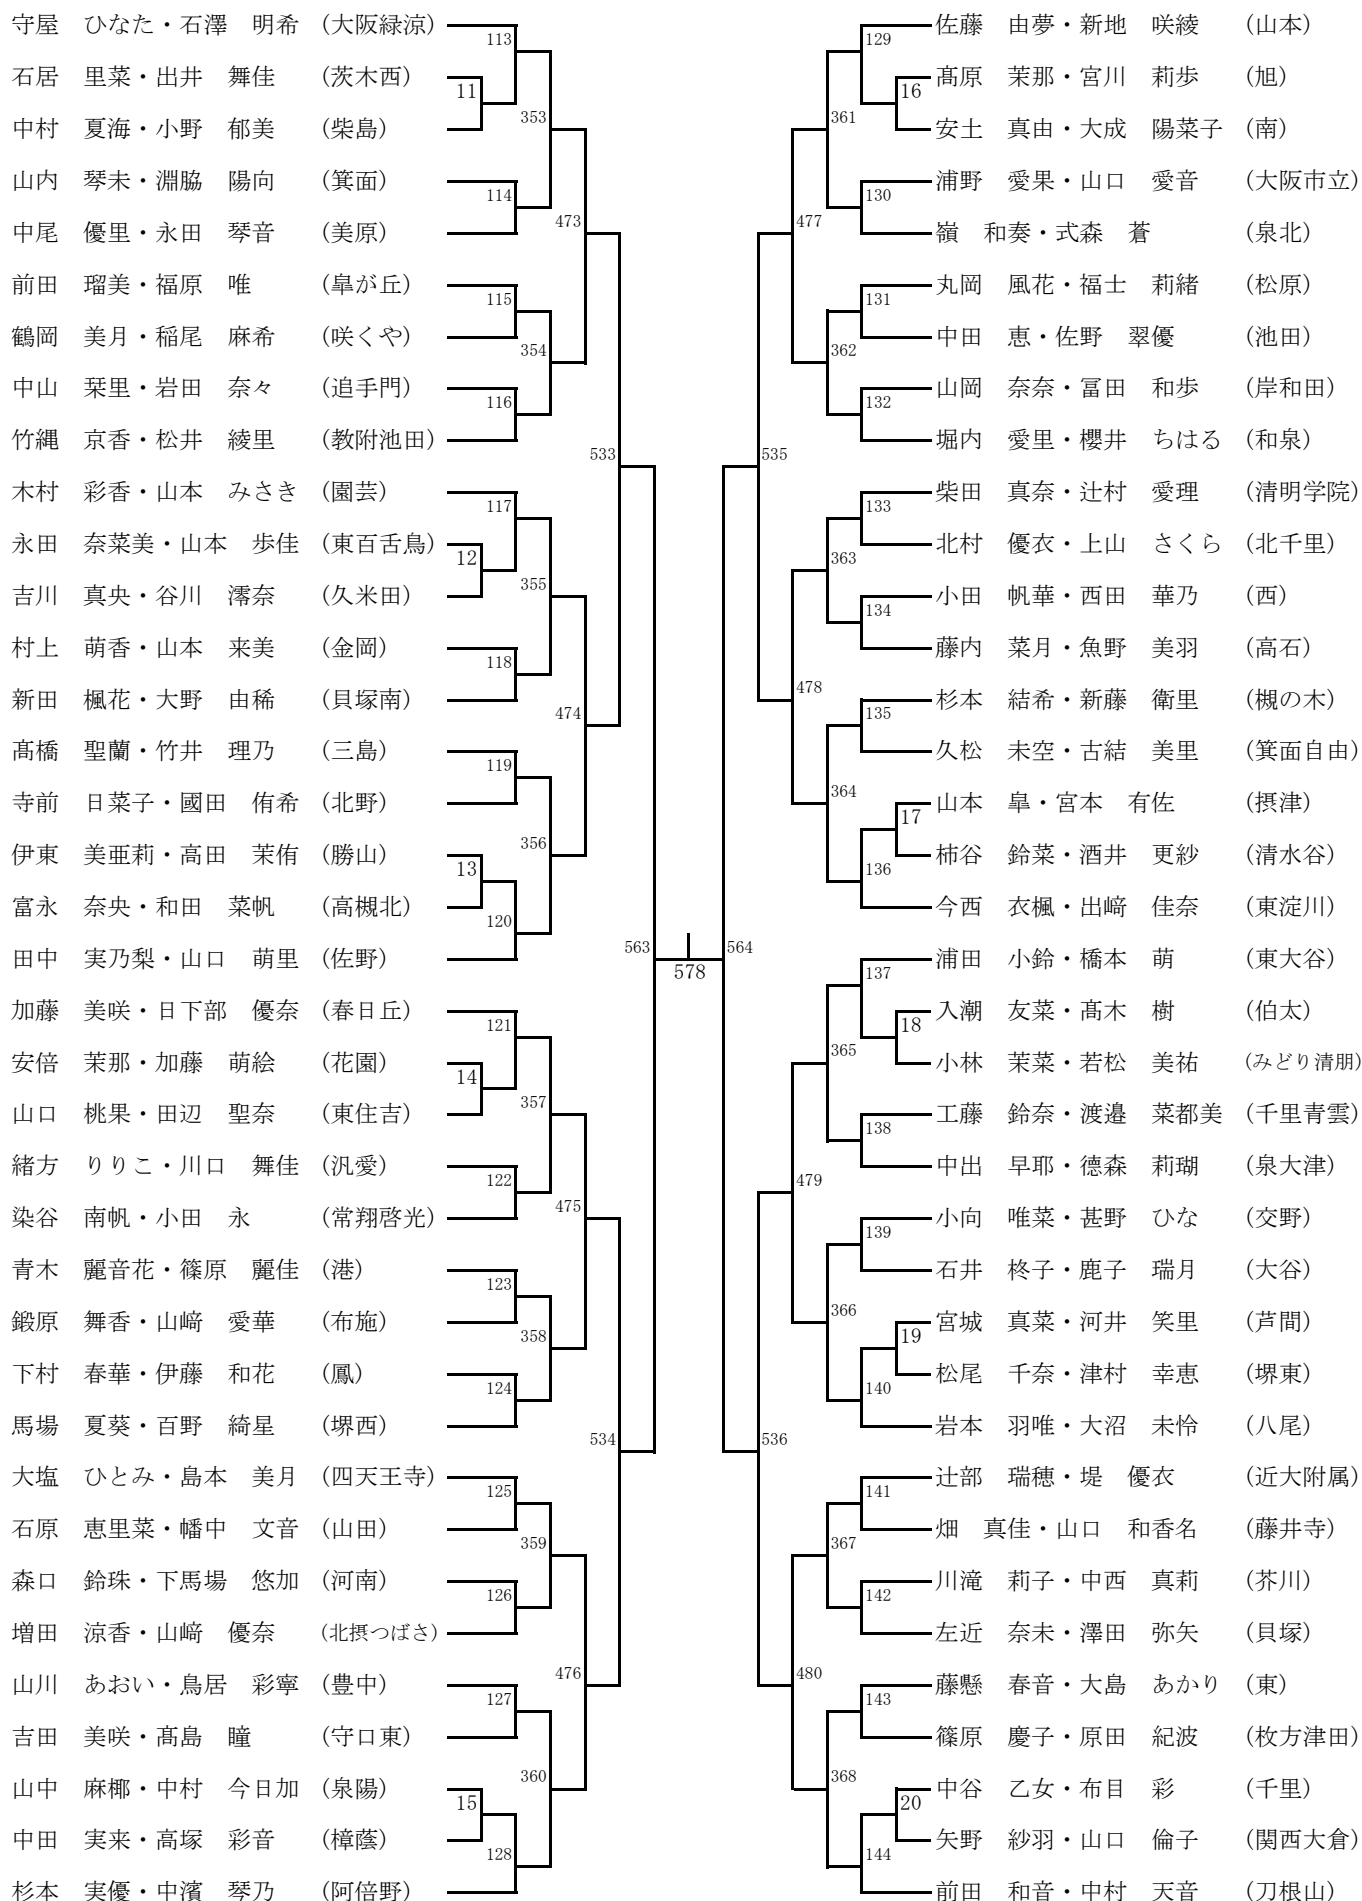 守屋　ひなた・石澤　明希　(大阪緑涼)
113
石居　里菜・出井　舞佳　(茨木西)
11
353
中村　夏海・小野　郁美　(柴島)
山内　琴未・淵脇　陽向　(箕面)
114
473
中尾　優里・永田　琴音　(美原)
前田　瑠美・福原　唯　(皐が丘)
115
鶴岡　美月・稲尾　麻希　(咲くや)
354
中山　栞里・岩田　奈々　(追手門)
116
竹縄　京香・松井　綾里　(教附池田)
533
木村　彩香・山本　みさき　(園芸)
117
永田　奈菜美・山本　歩佳　(東百舌鳥)
12
355
吉川　真央・谷川　澪奈　(久米田)
村上　萌香・山本　来美　(金岡)
118
新田　楓花・大野　由稀　(貝塚南)
474
髙橋　聖蘭・竹井　理乃　(三島)
119
寺前　日菜子・國田　侑希　(北野)
356
伊東　美亜莉・高田　茉侑　(勝山)
13
富永　奈央・和田　菜帆　(高槻北)
120
田中　実乃梨・山口　萌里　(佐野)
563
578
加藤　美咲・日下部　優奈　(春日丘)
121
安倍　茉那・加藤　萌絵　(花園)
14
357
山口　桃果・田辺　聖奈　(東住吉)
緒方　りりこ・川口　舞佳　(汎愛)
122
475
染谷　南帆・小田　永　(常翔啓光)
青木　麗音花・篠原　麗佳　(港)
123
鍛原　舞香・山﨑　愛華　(布施)
358
下村　春華・伊藤　和花　(鳳)
124
馬場　夏葵・百野　綺星　(堺西)
534
大塩　ひとみ・島本　美月　(四天王寺)
125
石原　恵里菜・幡中　文音　(山田)
359
森口　鈴珠・下馬場　悠加　(河南)
126
増田　涼香・山﨑　優奈　(北摂つばさ)
476
山川　あおい・鳥居　彩寧　(豊中)
127
吉田　美咲・髙島　瞳　(守口東)
360
山中　麻椰・中村　今日加　(泉陽)
15
中田　実来・高塚　彩音　(樟蔭)
128
杉本　実優・中濱　琴乃　(阿倍野)
佐藤　由夢・新地　咲綾　(山本)
129
髙原　茉那・宮川　莉歩　(旭)
16
361
安土　真由・大成　陽菜子　(南)
浦野　愛果・山口　愛音　(大阪市立)
130
477
嶺　和奏・式森　蒼　(泉北)
丸岡　風花・福士　莉緒　(松原)
131
中田　恵・佐野　翠優　(池田)
362
山岡　奈奈・冨田　和歩　(岸和田)
132
堀内　愛里・櫻井　ちはる　(和泉)
535
柴田　真奈・辻村　愛理　(清明学院)
133
北村　優衣・上山　さくら　(北千里)
363
小田　帆華・西田　華乃　(西)
134
藤内　菜月・魚野　美羽　(高石)
478
杉本　結希・新藤　衛里　(槻の木)
135
久松　未空・古結　美里　(箕面自由)
364
山本　皐・宮本　有佐　(摂津)
17
柿谷　鈴菜・酒井　更紗　(清水谷)
136
今西　衣楓・出﨑　佳奈　(東淀川)
564
浦田　小鈴・橋本　萌　(東大谷)
137
入潮　友菜・髙木　樹　(伯太)
18
365
小林　茉菜・若松　美祐　(みどり清朋)
工藤　鈴奈・渡邉　菜都美　(千里青雲)
138
中出　早耶・德森　莉瑚　(泉大津)
479
小向　唯菜・甚野　ひな　(交野)
139
石井　柊子・鹿子　瑞月　(大谷)
366
宮城　真菜・河井　笑里　(芦間)
19
松尾　千奈・津村　幸恵　(堺東)
140
岩本　羽唯・大沼　未怜　(八尾)
536
辻部　瑞穂・堤　優衣　(近大附属)
141
畑　真佳・山口　和香名　(藤井寺)
367
川滝　莉子・中西　真莉　(芥川)
142
左近　奈未・澤田　弥矢　(貝塚)
480
藤懸　春音・大島　あかり　(東)
143
篠原　慶子・原田　紀波　(枚方津田)
368
中谷　乙女・布目　彩　(千里)
20
矢野　紗羽・山口　倫子　(関西大倉)
144
前田　和音・中村　天音　(刀根山)